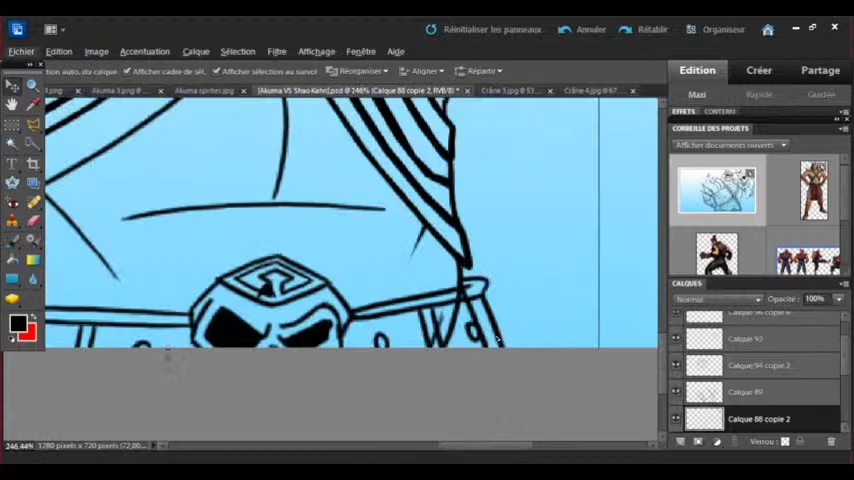 Réinitialiser les panneaux Annuler Rétablir Organiseur
Fichier Edition Image Accentuation Calque Sélection Filtre Affichage Fenêtre Aide
tion auto. du calque Afficher cadre de sél. Afficher sélection au survol Réorganiser Aligner Répartir
Edition Créer Partage
4.png Akuma 3.png Akuma sprites.jpg [Akuma VS Shao Kahn].psd @ 246% (Calque 88 copie 2, RVB/8) * Crâne 3.jpg @ 53... Crâne 4.jpg @ 67...
Maxi Rapide Guidée
EFFETS CONTENU
CORBEILLE DES PROJETS
Afficher documents ouverts
CALQUES
Normal Opacité : 100%
Calque 93
Calque 94 copie 2
Calque 89
Calque 88 copie 2
246.44% 1280 pixels x 720 pixels (72,00... Verrou :